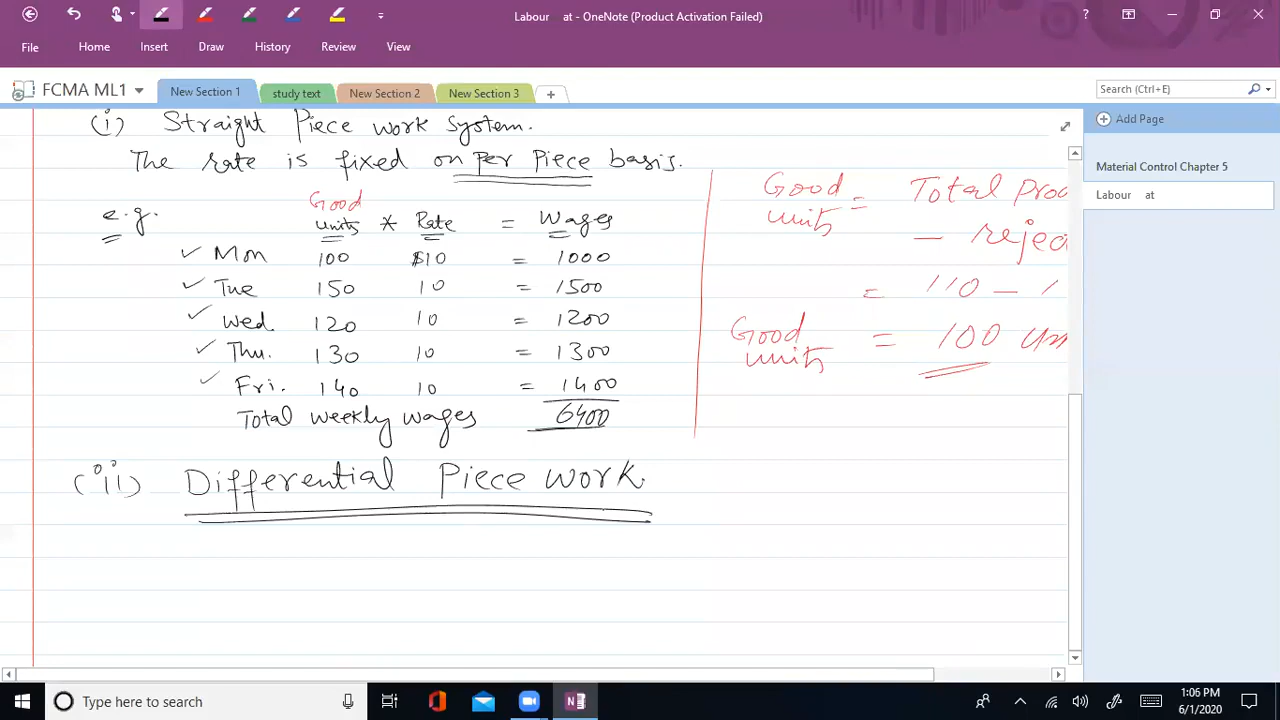 Labour at - OneNote (Product Activation Failed)
?
File Home Insert Draw History Review View
FCMA ML1 New Section 1 study text New Section 2 New Section 3 +
Search (Ctrl+E)
Add Page
Material Control Chapter 5
Labour at
(i) Straight Piece work system.
The rate is fixed on Per Piece basis.
Good
e.g. units * Rate = Wages
Mon 100 $10 = 1000
Tue 150 10 = 1500
Wed. 120 10 = 1200
Thu. 130 10 = 1300
Fri. 140 10 = 1400
Total weekly wages 6400
Good units = Total Prod
- rejec
= 110 - 1
Good units = 100 un
(ii) Differential Piece work.
Type here to search
1:06 PM
6/1/2020